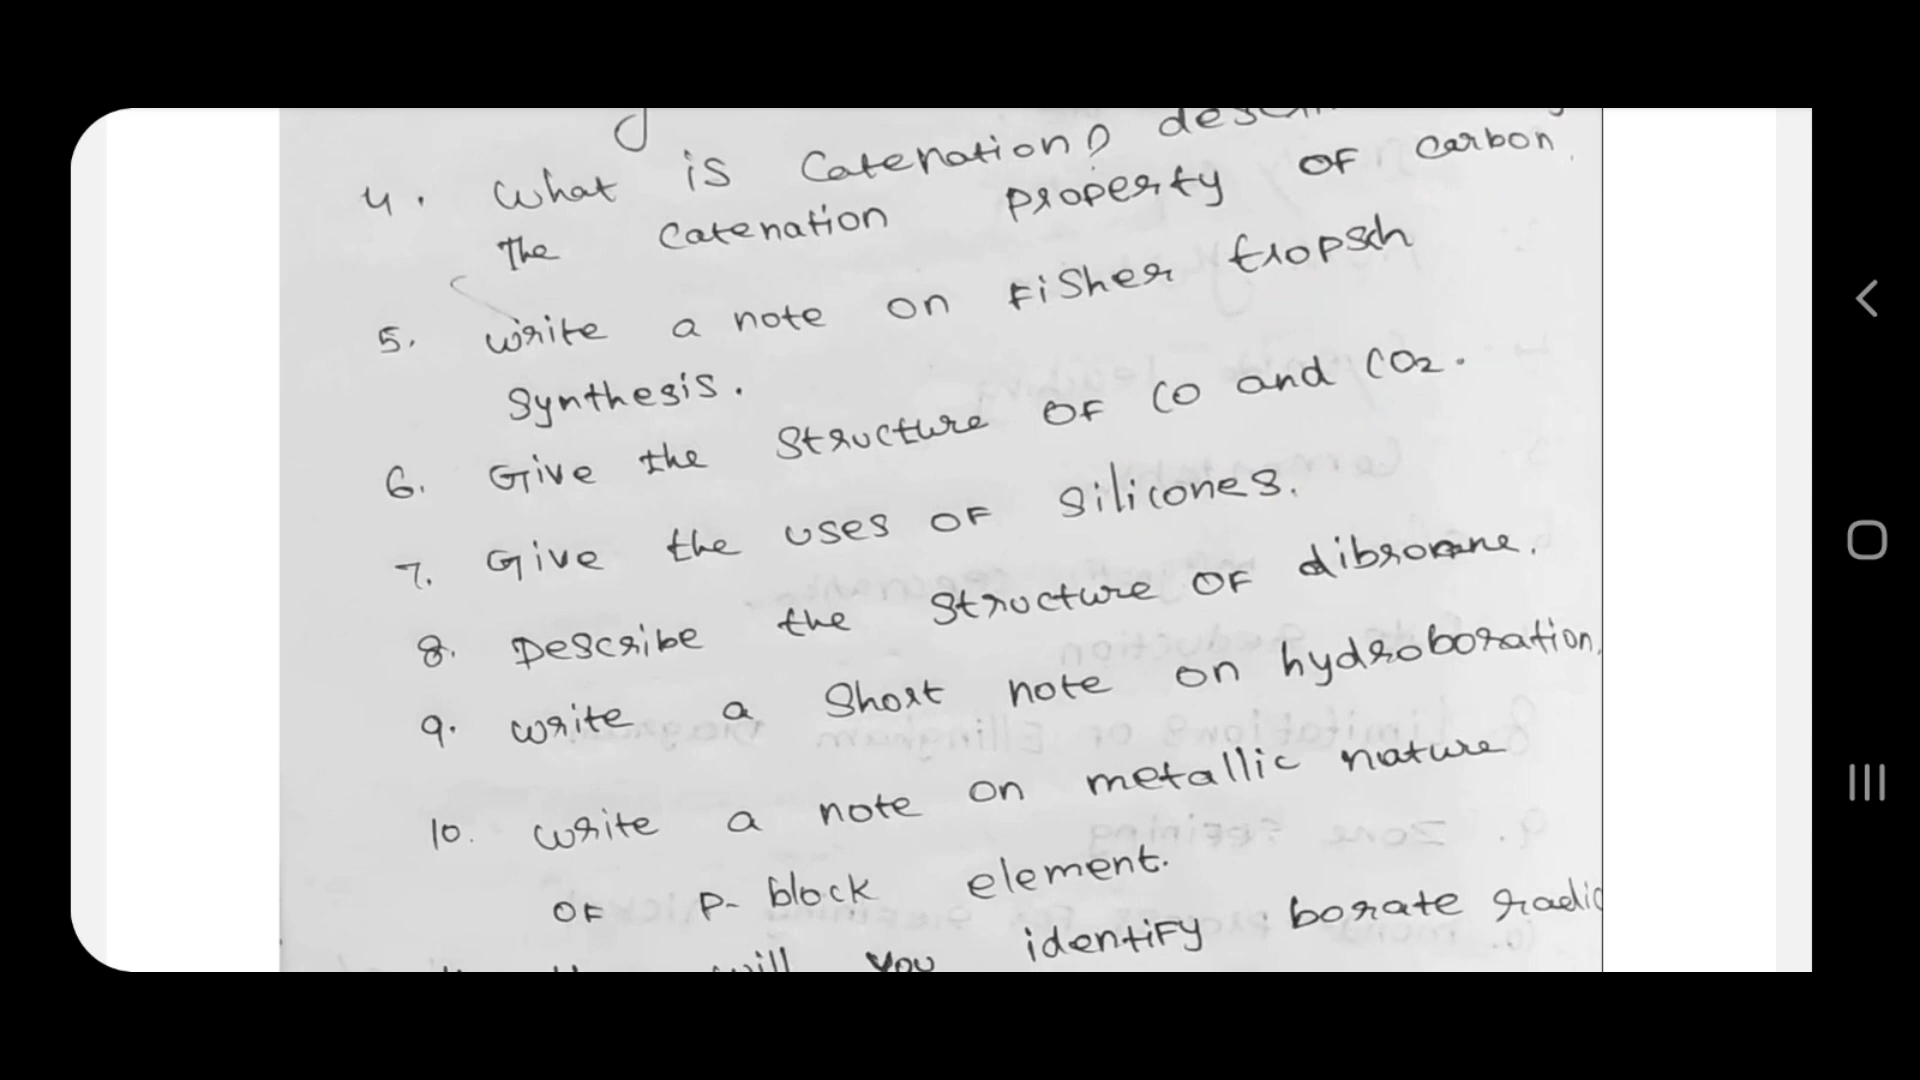 4. What is Catenation?
The Catenation property OF carbon.
5. write a note on Fisher tropsch
Synthesis.
6. Give the structure OF CO and CO2.
7. Give the uses OF silicones.
8. Describe the structure OF
9. write a Short note on hydroboration.
10. write a note on metallic nature
OF P- block element.
will you identify borate